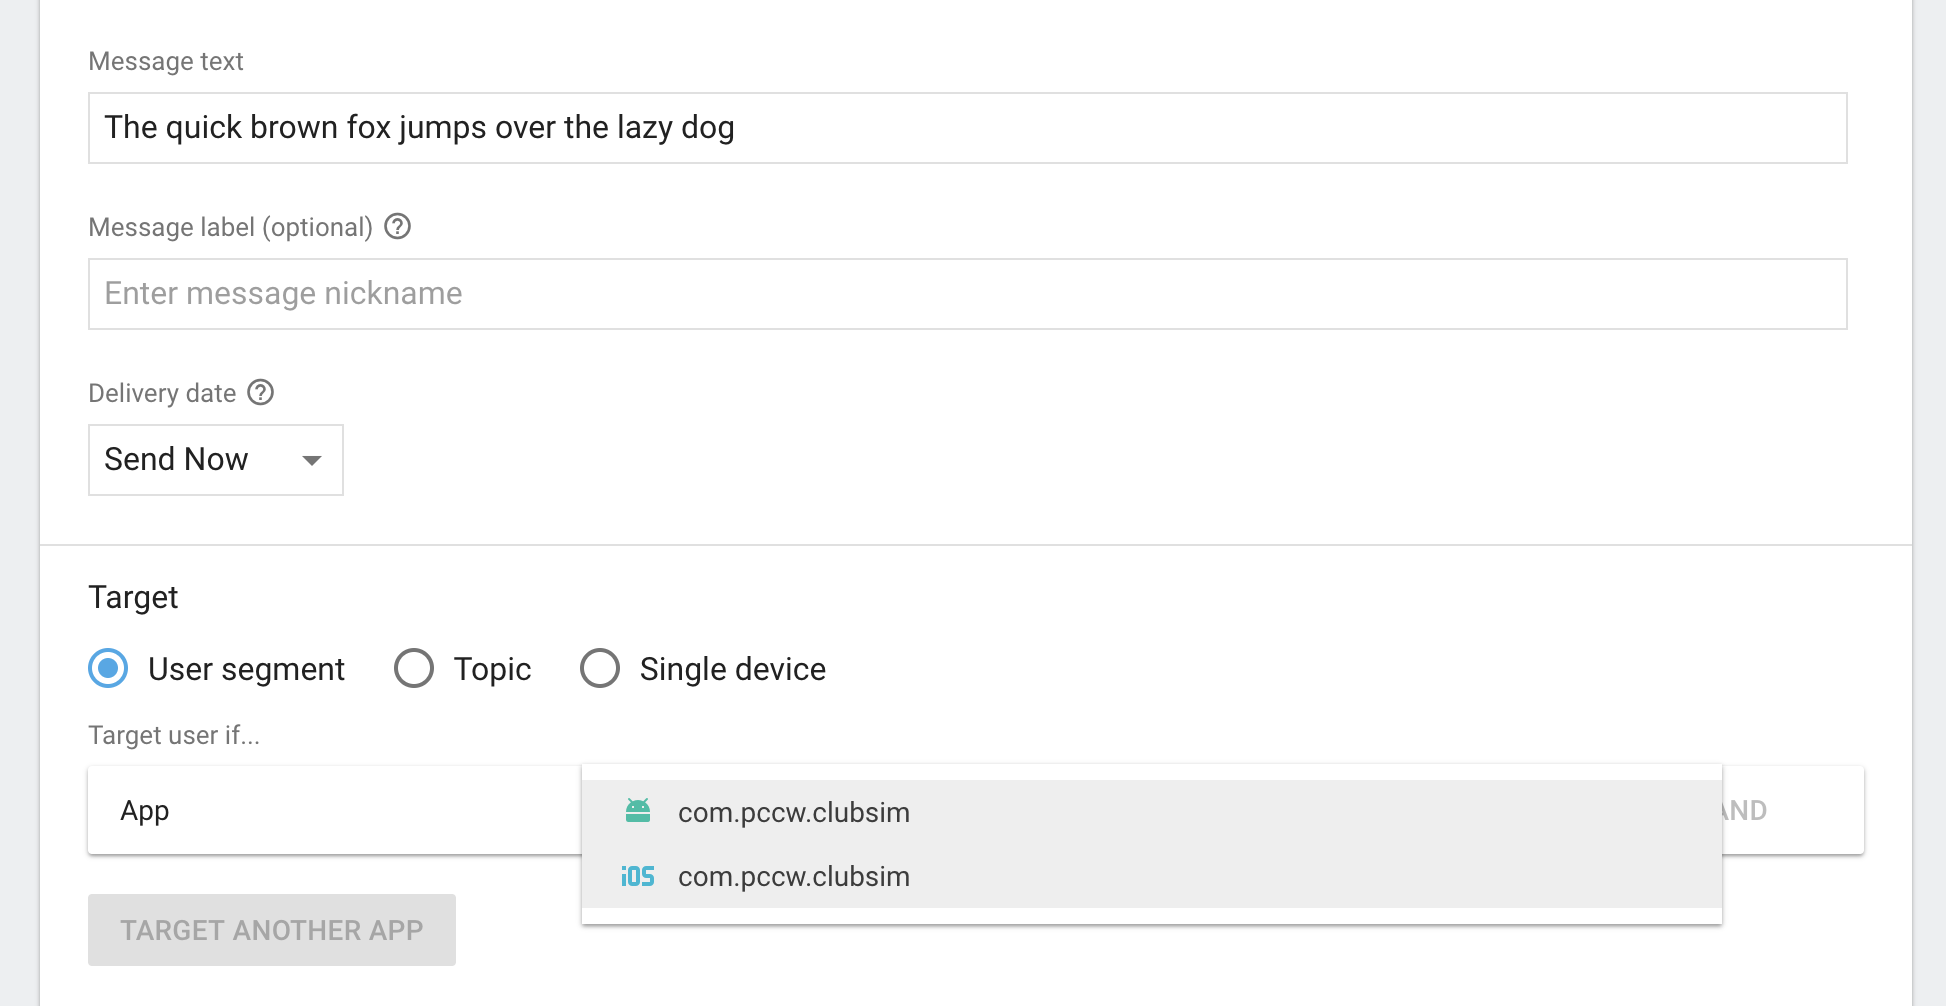 Message text
The quick brown fox jumps over the lazy dog
Message label (optional)
Enter message nickname
Delivery date
Send Now
Target
User segment Topic Single device
Target user if...
App com.pccw.clubsim AND
iOS com.pccw.clubsim
TARGET ANOTHER APP